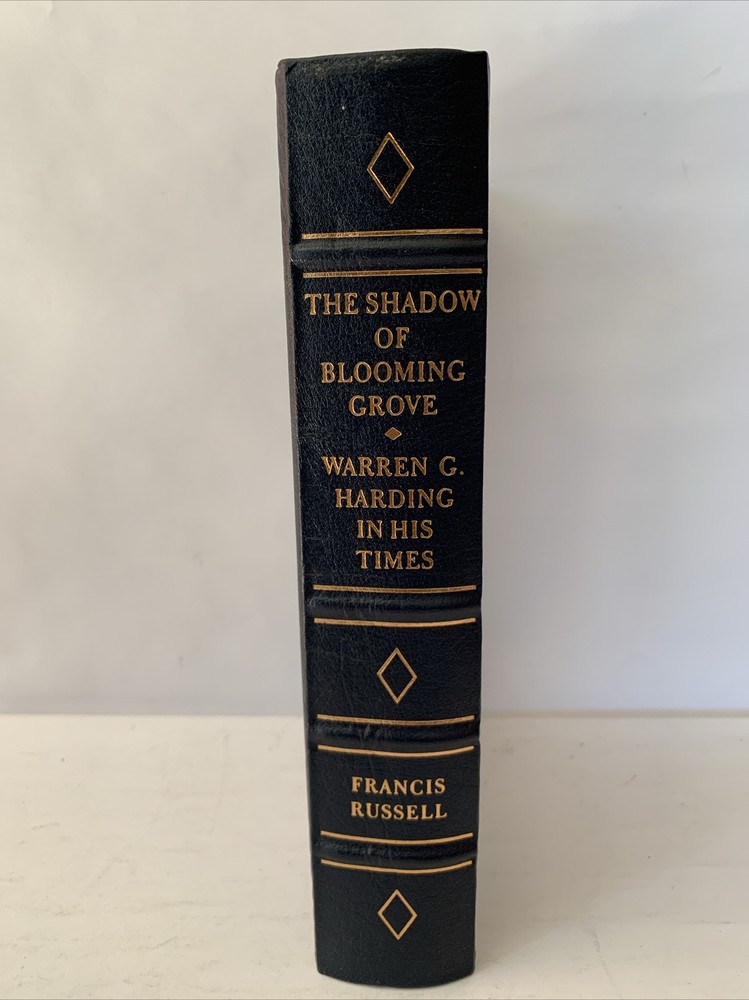 THE SHADOW
OF
BLOOMING
GROVE
WARREN G.
HARDING
IN HIS
TIMES
FRANCIS
RUSSELL